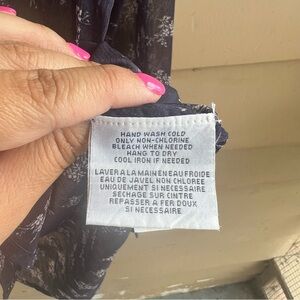 HAND WASH COLD
ONLY NON-CHLORINE
BLEACH WHEN NEEDED
HANG TO DRY
COOL IRON IF NEEDED
LAVER A LA MAIN EN EAU FROIDE
EAU DE JAVEL NON CHLOREE
UNIQUEMENT SI NECESSAIRE
SECHAGE SUR CINTRE
REPASSER A FER DOUX
SI NECESSAIRE